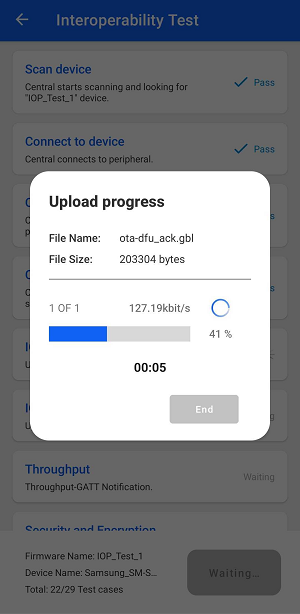 Interoperability Test
Scan device
Central starts scanning and looking for
"IOP_Test_1" device.
Pass
Connect to device
Central connects to peripheral.
Pass
Upload progress
File Name: ota-dfu_ack.gbl
File Size: 203304 bytes
1 OF 1 127.19kbit/s
41 %
00:05
End
Throughput
Throughput-GATT Notification.
Waiting
Security and Encryption
Firmware Name: IOP_Test_1
Device Name: Samsung_SM-S...
Total: 22/29 Test cases
Waiting...